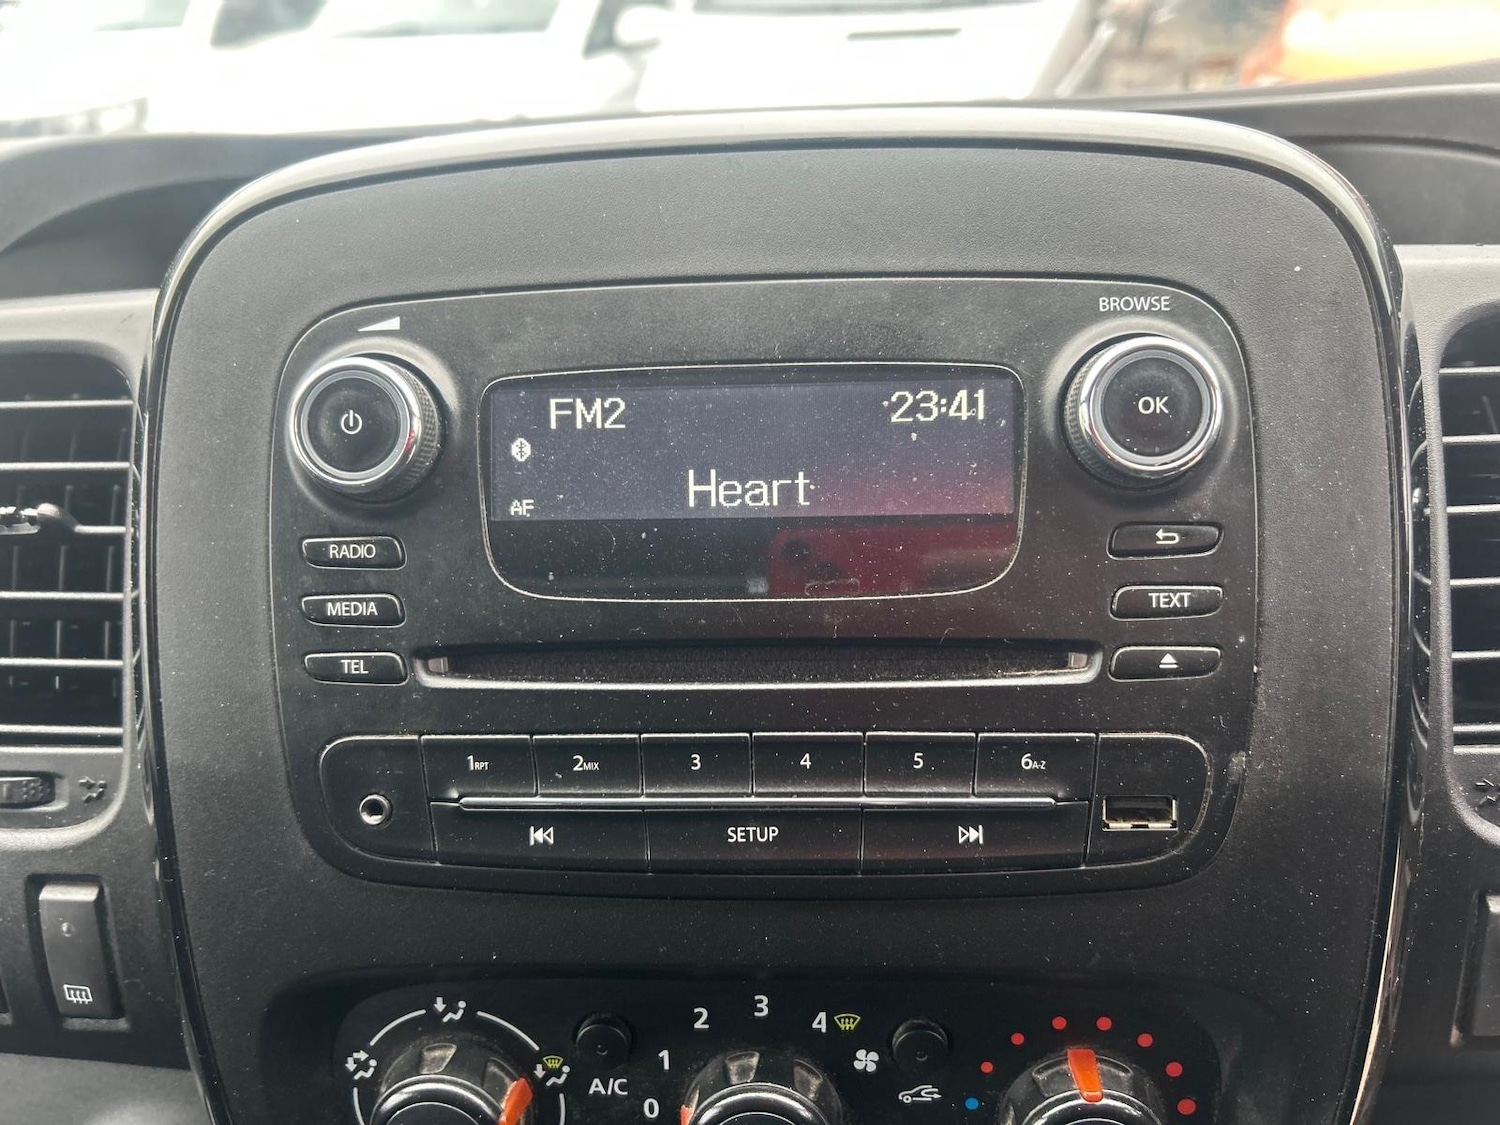 BROWSE
FM2 23:41
OK
Heart
AF
RADIO
MEDIA
TEXT
TEL
1RPT 2MIX 3 4 5 6A-Z
SETUP
1 2 3 4
A/C
0